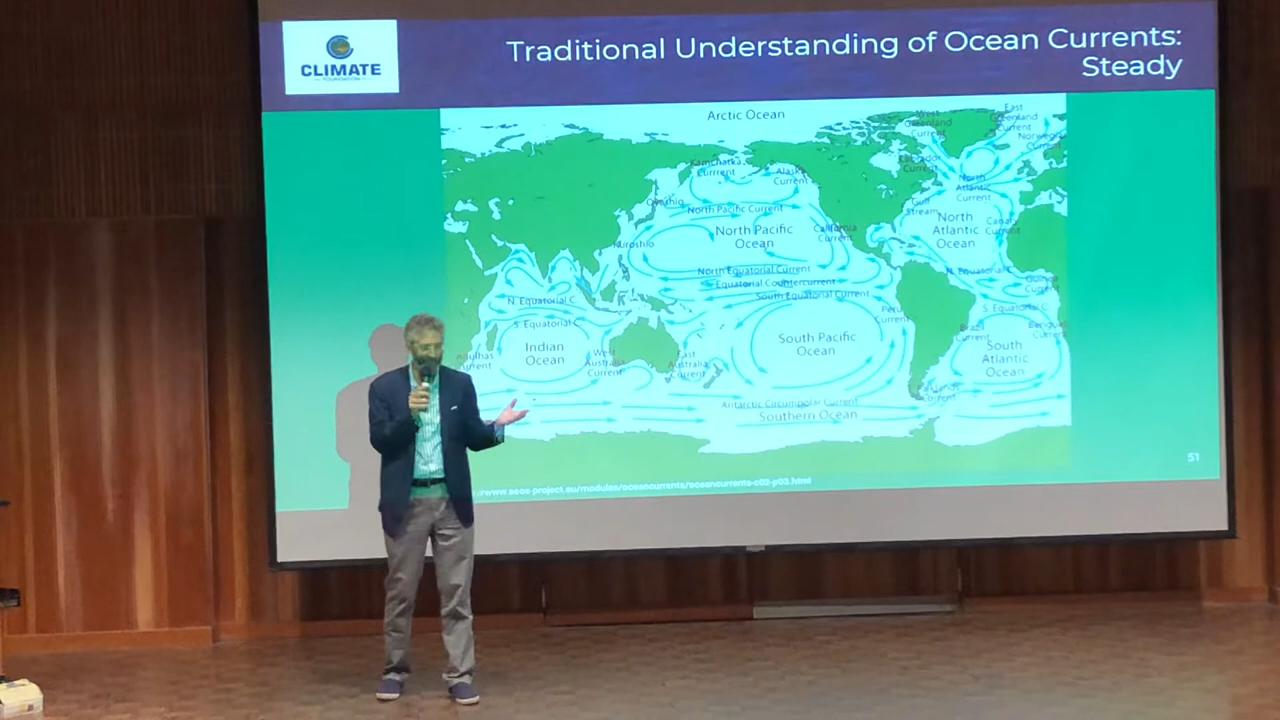 CLIMATE
FOUNDATION
Traditional Understanding of Ocean Currents:
Steady
Arctic Ocean
West
Greenland
Current
East
Greenland
Current
Norwegian
Current
Kamchatka
Currrent
Alaska
Current
Labrador
Current
North
Atlantic
Current
Oyashio
North Pacific Current
Gulf
Stream
North
Atlantic
Ocean
Canary
Current
Kuroshio
North Pacific
Ocean
California
Current
North Equatorial Current
Equatorial Countercurrent
South Equatorial Current
N. Equatorial C.
Guinea
Current
N. Equatorial C.
S. Equatorial C.
Peru
Current
S. Equatorial C.
Brazil
Current
Benguela
Current
Indian
Ocean
Agulhas
Current
West
Australia
Current
East
Australia
Current
South Pacific
Ocean
South
Atlantic
Ocean
Current
Antarctic Circumpolar Current
Southern Ocean
51
www.seos-project.eu/modules/oceancurrents/oceancurrents-c02-p03.html